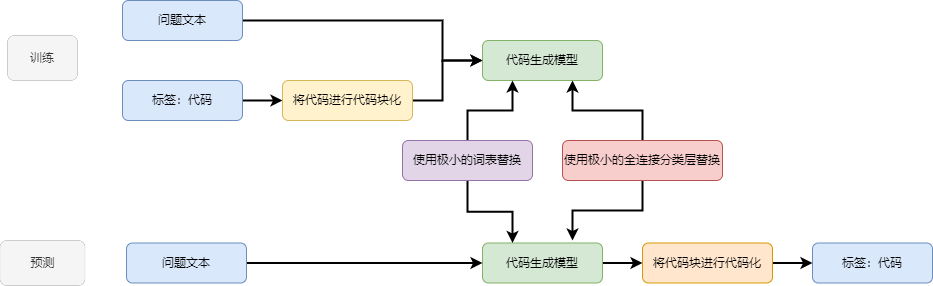 问题文本
训练
代码生成模型
标签：代码
将代码进行代码块化
使用极小的词表替换
使用极小的全连接分类层替换
预测
问题文本
代码生成模型
将代码块进行代码化
标签：代码